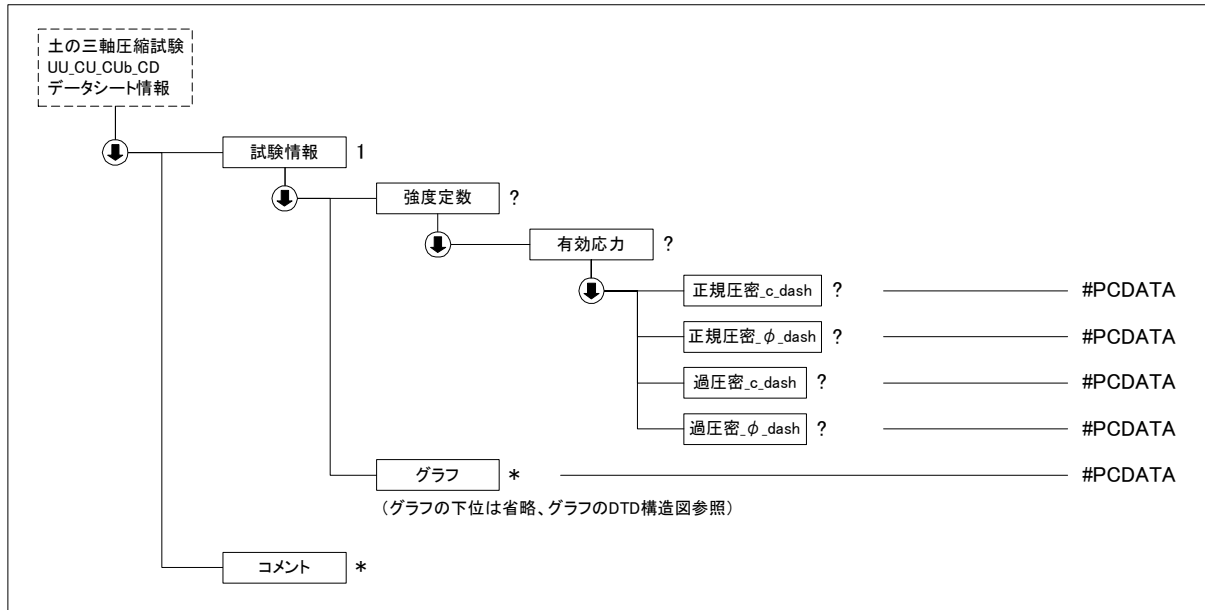 土の三軸圧縮試験
UU_CU_CUb_CD
データシート情報
試験情報 1
強度定数 ?
有効応力 ?
正規圧密_c_dash ? #PCDATA
正規圧密_φ_dash ? #PCDATA
過圧密_c_dash ? #PCDATA
過圧密_φ_dash ? #PCDATA
グラフ * #PCDATA
（グラフの下位は省略、グラフのDTD構造図参照）
コメント *